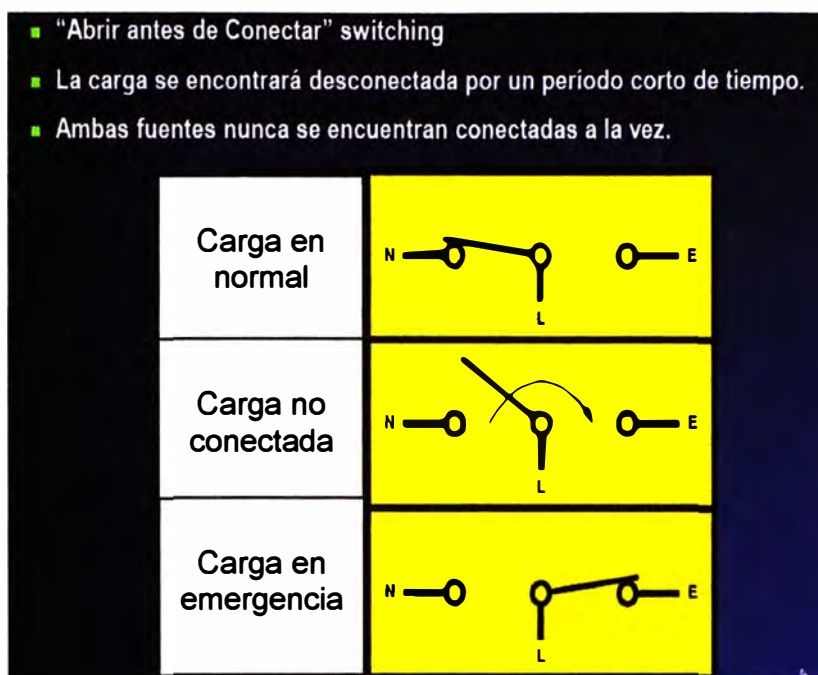 “Abrir antes de Conectar” switching
La carga se encontrará desconectada por un período corto de tiempo.
Ambas fuentes nunca se encuentran conectadas a la vez.
Carga en
normal
N E
L
Carga no
conectada
N E
L
Carga en
emergencia
N E
L